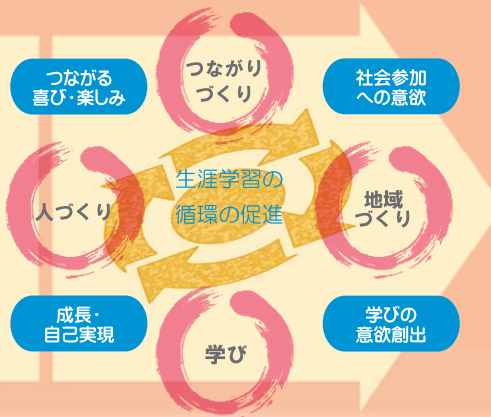 つながり
づくり
つながる
喜び・楽しみ
社会参加
への意欲
生涯学習の
循環の促進
人づくり
地域
づくり
成長・
自己実現
学びの
意欲創出
学び